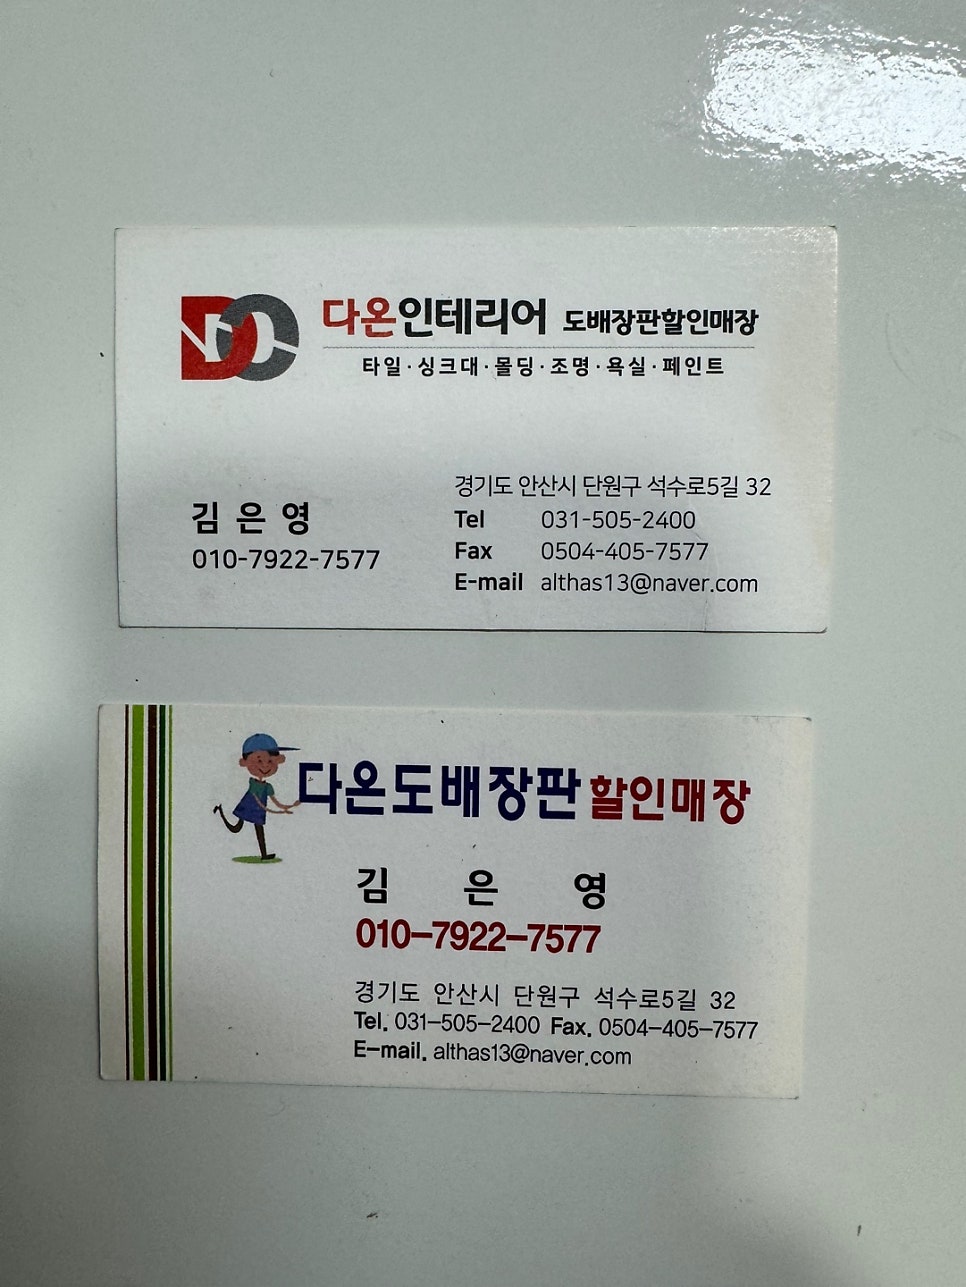 DC 다온인테리어 도배장판할인매장
타일·싱크대·몰딩·조명·욕실·페인트
김은영
010-7922-7577
경기도 안산시 단원구 석수로5길 32
Tel 031-505-2400
Fax 0504-405-7577
E-mail althas13@naver.com
다온도배장판 할인매장
김은영
010-7922-7577
경기도 안산시 단원구 석수로5길 32
Tel. 031-505-2400 Fax. 0504-405-7577
E-mail. althas13@naver.com